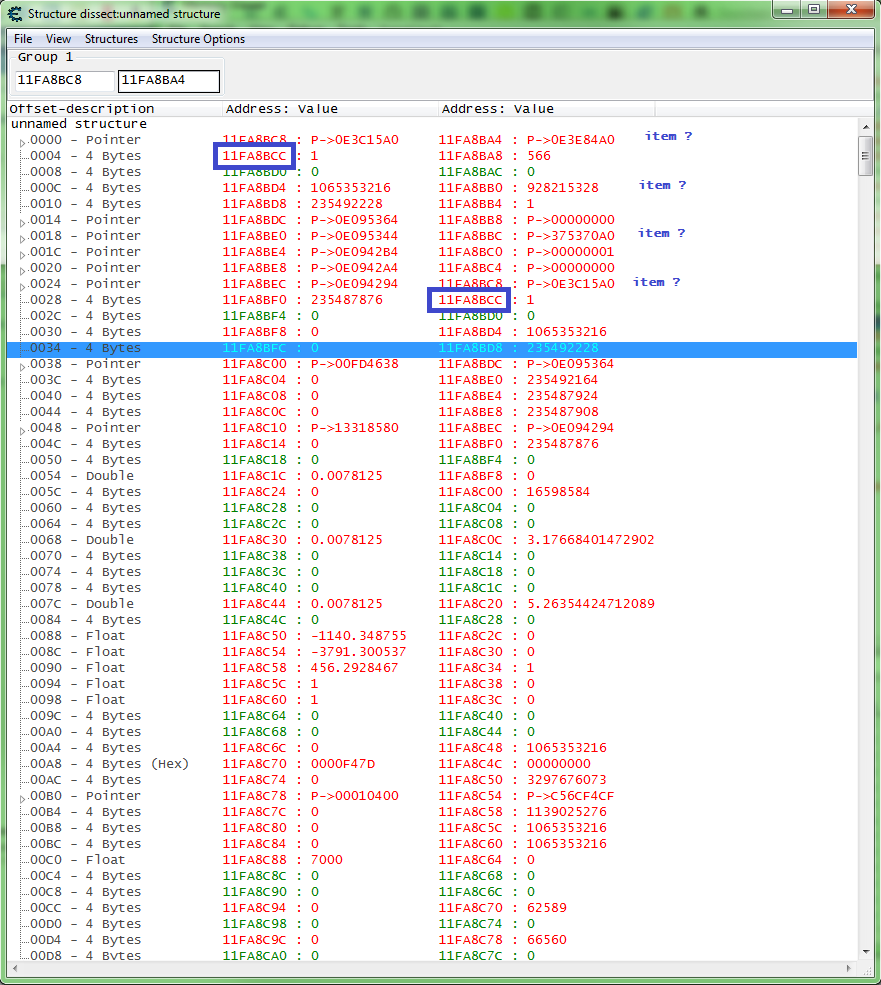 Structure dissect:unnamed structure
File View Structures Structure Options
Group 1
11FA8BC8 11FA8BA4
Offset-description Address: Value Address: Value
unnamed structure
0000 - Pointer 11FA8BC8 : P->0E3C15A0 11FA8BA4 : P->0E3E84A0 item ?
0004 - 4 Bytes 11FA8BCC : 1 11FA8BA8 : 566
0008 - 4 Bytes 11FA8BD0 : 0 11FA8BAC : 0
000C - 4 Bytes 11FA8BD4 : 1065353216 11FA8BB0 : 928215328 item ?
0010 - 4 Bytes 11FA8BD8 : 235492228 11FA8BB4 : 1
0014 - Pointer 11FA8BDC : P->0E095364 11FA8BB8 : P->00000000
0018 - Pointer 11FA8BE0 : P->0E095344 11FA8BBC : P->375370A0 item ?
001C - Pointer 11FA8BE4 : P->0E0942B4 11FA8BC0 : P->00000001
0020 - Pointer 11FA8BE8 : P->0E0942A4 11FA8BC4 : P->00000000
0024 - Pointer 11FA8BEC : P->0E094294 11FA8BC8 : P->0E3C15A0 item ?
0028 - 4 Bytes 11FA8BF0 : 235487876 11FA8BCC : 1
002C - 4 Bytes 11FA8BF4 : 0 11FA8BD0 : 0
0030 - 4 Bytes 11FA8BF8 : 0 11FA8BD4 : 1065353216
0034 - 4 Bytes 11FA8BFC : 0 11FA8BD8 : 235492228
0038 - Pointer 11FA8C00 : P->00FD4638 11FA8BDC : P->0E095364
003C - 4 Bytes 11FA8C04 : 0 11FA8BE0 : 235492164
0040 - 4 Bytes 11FA8C08 : 0 11FA8BE4 : 235487924
0044 - 4 Bytes 11FA8C0C : 0 11FA8BE8 : 235487908
0048 - Pointer 11FA8C10 : P->13318580 11FA8BEC : P->0E094294
004C - 4 Bytes 11FA8C14 : 0 11FA8BF0 : 235487876
0050 - 4 Bytes 11FA8C18 : 0 11FA8BF4 : 0
0054 - Double 11FA8C1C : 0.0078125 11FA8BF8 : 0
005C - 4 Bytes 11FA8C24 : 0 11FA8C00 : 16598584
0060 - 4 Bytes 11FA8C28 : 0 11FA8C04 : 0
0064 - 4 Bytes 11FA8C2C : 0 11FA8C08 : 0
0068 - Double 11FA8C30 : 0.0078125 11FA8C0C : 3.17668401472902
0070 - 4 Bytes 11FA8C38 : 0 11FA8C14 : 0
0074 - 4 Bytes 11FA8C3C : 0 11FA8C18 : 0
0078 - 4 Bytes 11FA8C40 : 0 11FA8C1C : 0
007C - Double 11FA8C44 : 0.0078125 11FA8C20 : 5.26354424712089
0084 - 4 Bytes 11FA8C4C : 0 11FA8C28 : 0
0088 - Float 11FA8C50 : -1140.348755 11FA8C2C : 0
008C - Float 11FA8C54 : -3791.300537 11FA8C30 : 0
0090 - Float 11FA8C58 : 456.2928467 11FA8C34 : 1
0094 - Float 11FA8C5C : 1 11FA8C38 : 0
0098 - Float 11FA8C60 : 1 11FA8C3C : 0
009C - 4 Bytes 11FA8C64 : 0 11FA8C40 : 0
00A0 - 4 Bytes 11FA8C68 : 0 11FA8C44 : 0
00A4 - 4 Bytes 11FA8C6C : 0 11FA8C48 : 1065353216
00A8 - 4 Bytes (Hex) 11FA8C70 : 0000F47D 11FA8C4C : 00000000
00AC - 4 Bytes 11FA8C74 : 0 11FA8C50 : 3297676073
00B0 - Pointer 11FA8C78 : P->00010400 11FA8C54 : P->C56CF4CF
00B4 - 4 Bytes 11FA8C7C : 0 11FA8C58 : 1139025276
00B8 - 4 Bytes 11FA8C80 : 0 11FA8C5C : 1065353216
00BC - 4 Bytes 11FA8C84 : 0 11FA8C60 : 1065353216
00C0 - Float 11FA8C88 : 7000 11FA8C64 : 0
00C4 - 4 Bytes 11FA8C8C : 0 11FA8C68 : 0
00C8 - 4 Bytes 11FA8C90 : 0 11FA8C6C : 0
00CC - 4 Bytes 11FA8C94 : 0 11FA8C70 : 62589
00D0 - 4 Bytes 11FA8C98 : 0 11FA8C74 : 0
00D4 - 4 Bytes 11FA8C9C : 0 11FA8C78 : 66560
00D8 - 4 Bytes 11FA8CA0 : 0 11FA8C7C : 0